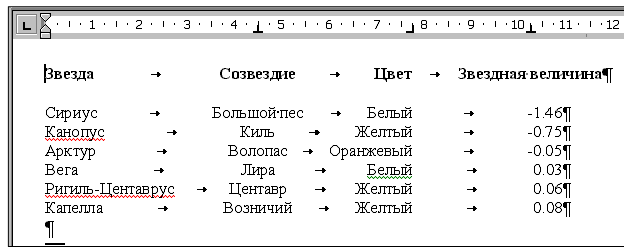 1 2 3 4 5 6 7 8 9 10 11 12
Звезда → Созвездие → Цвет → Звездная·величина¶
Сириус → Большой·пес → Белый → -1.46¶
Канопус → Киль → Желтый → -0.75¶
Арктур → Волопас → Оранжевый → -0.05¶
Вега → Лира → Белый → 0.03¶
Ригиль-Центаврус → Центавр → Желтый → 0.06¶
Капелла → Возничий → Желтый → 0.08¶
¶